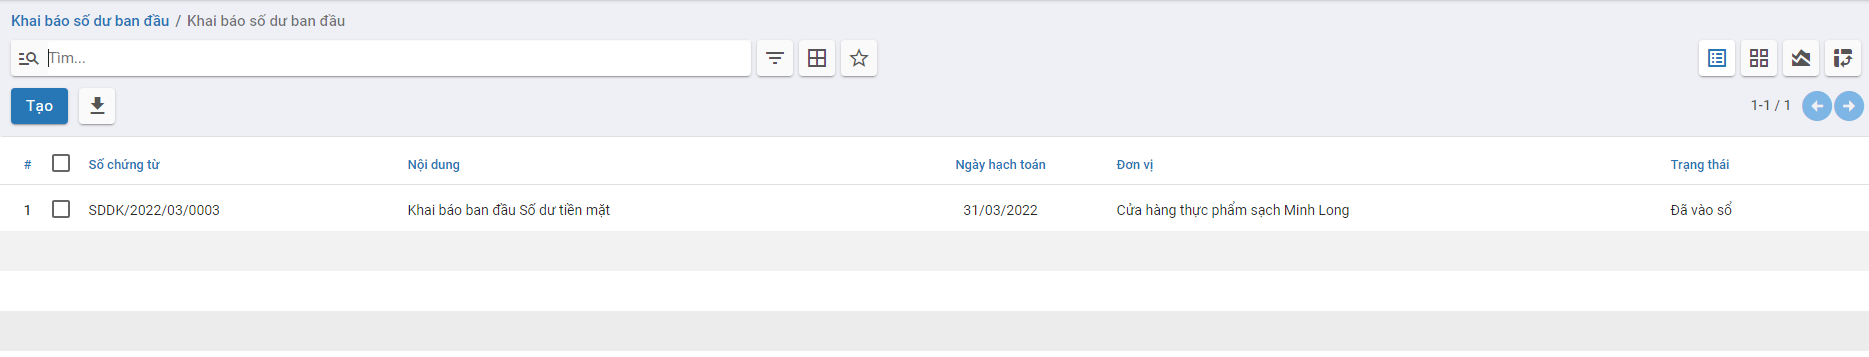 Khai báo số dư ban đầu / Khai báo số dư ban đầu
Tìm...
Tạo
1-1 / 1
# Số chứng từ Nội dung Ngày hạch toán Đơn vị Trạng thái
1 SDDK/2022/03/0003 Khai báo ban đầu Số dư tiền mặt 31/03/2022 Cửa hàng thực phẩm sạch Minh Long Đã vào sổ